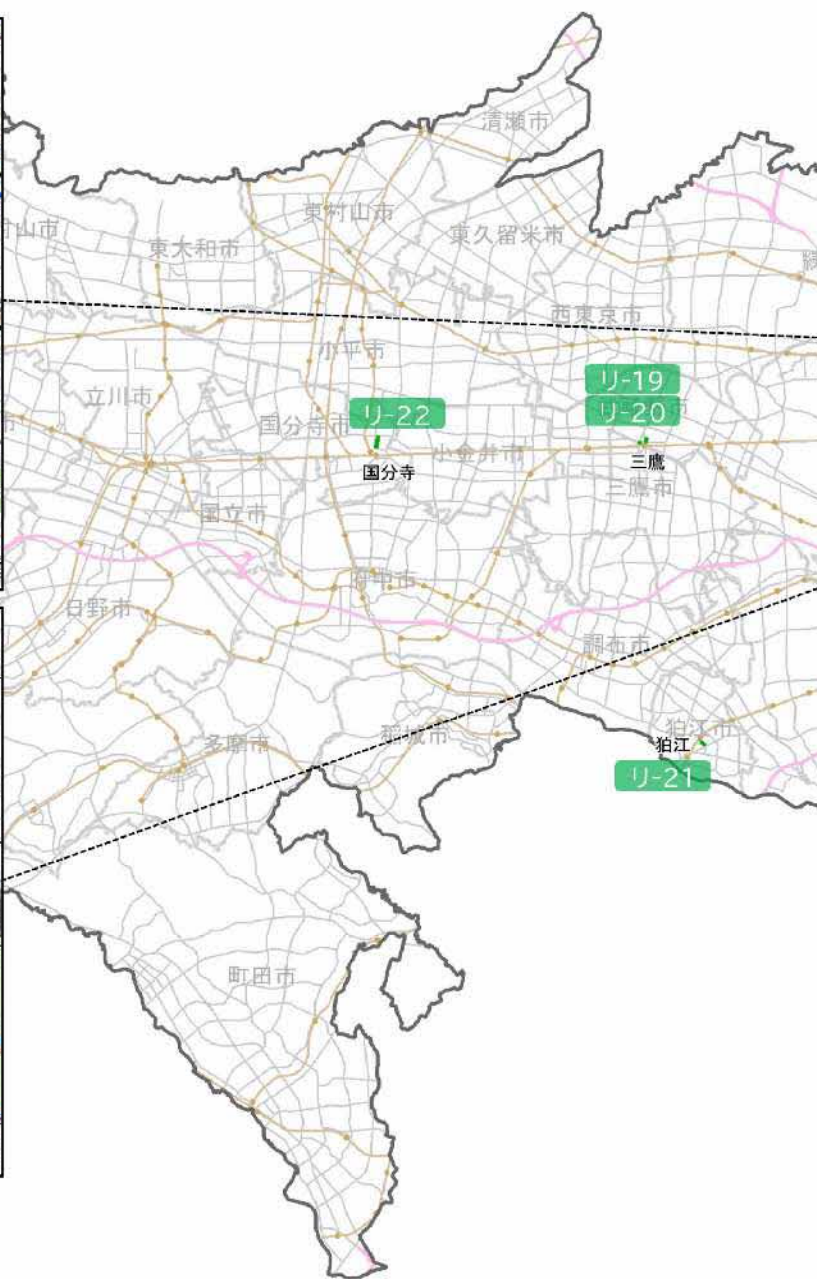 清瀬市
東村山市
村山市
東大和市
東久留米市
西東京市
小平市
リ-19
立川市
リ-22
リ-20
市
国分寺市
小金井市
三鷹
国分寺
三鷹市
国立市
府中市
日野市
調布市
狛江市
稲城市
多摩市
狛江
リ-21
町田市